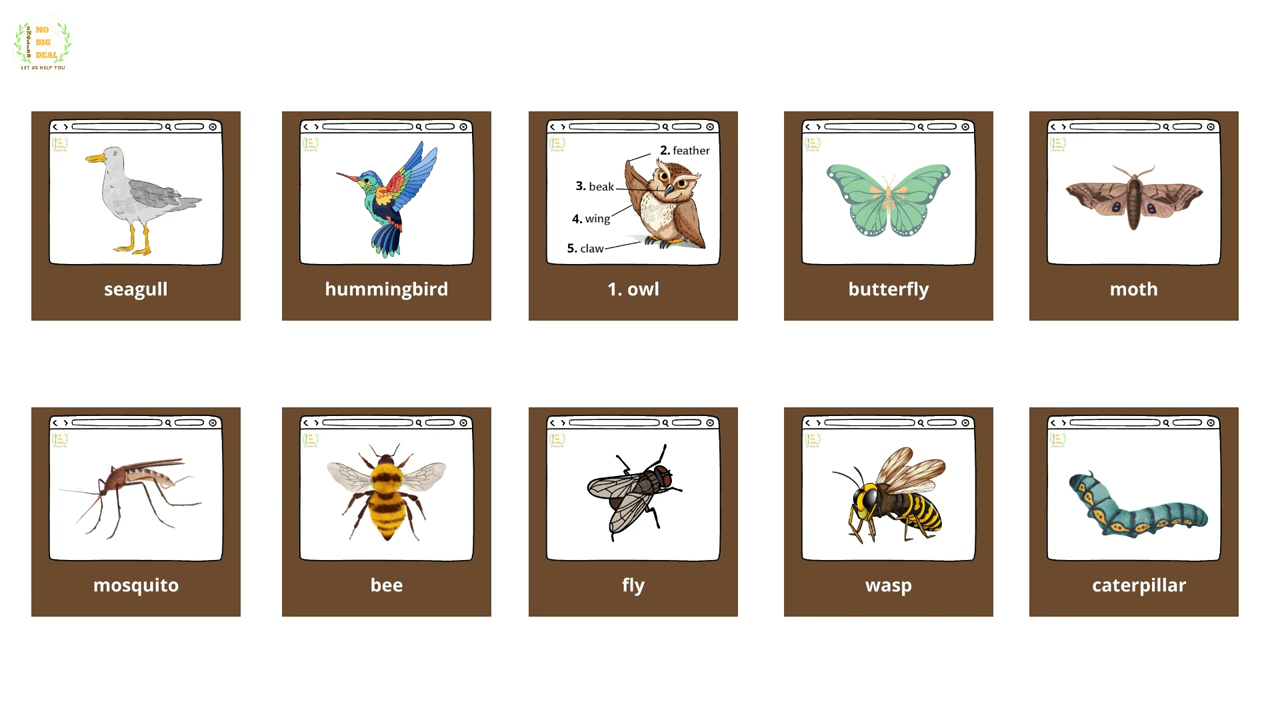 ENGLISH
NO
BIG
DEAL
LET US HELP YOU
2. feather
3. beak
4. wing
5. claw
seagull
hummingbird
1. owl
butterfly
moth
mosquito
bee
fly
wasp
caterpillar